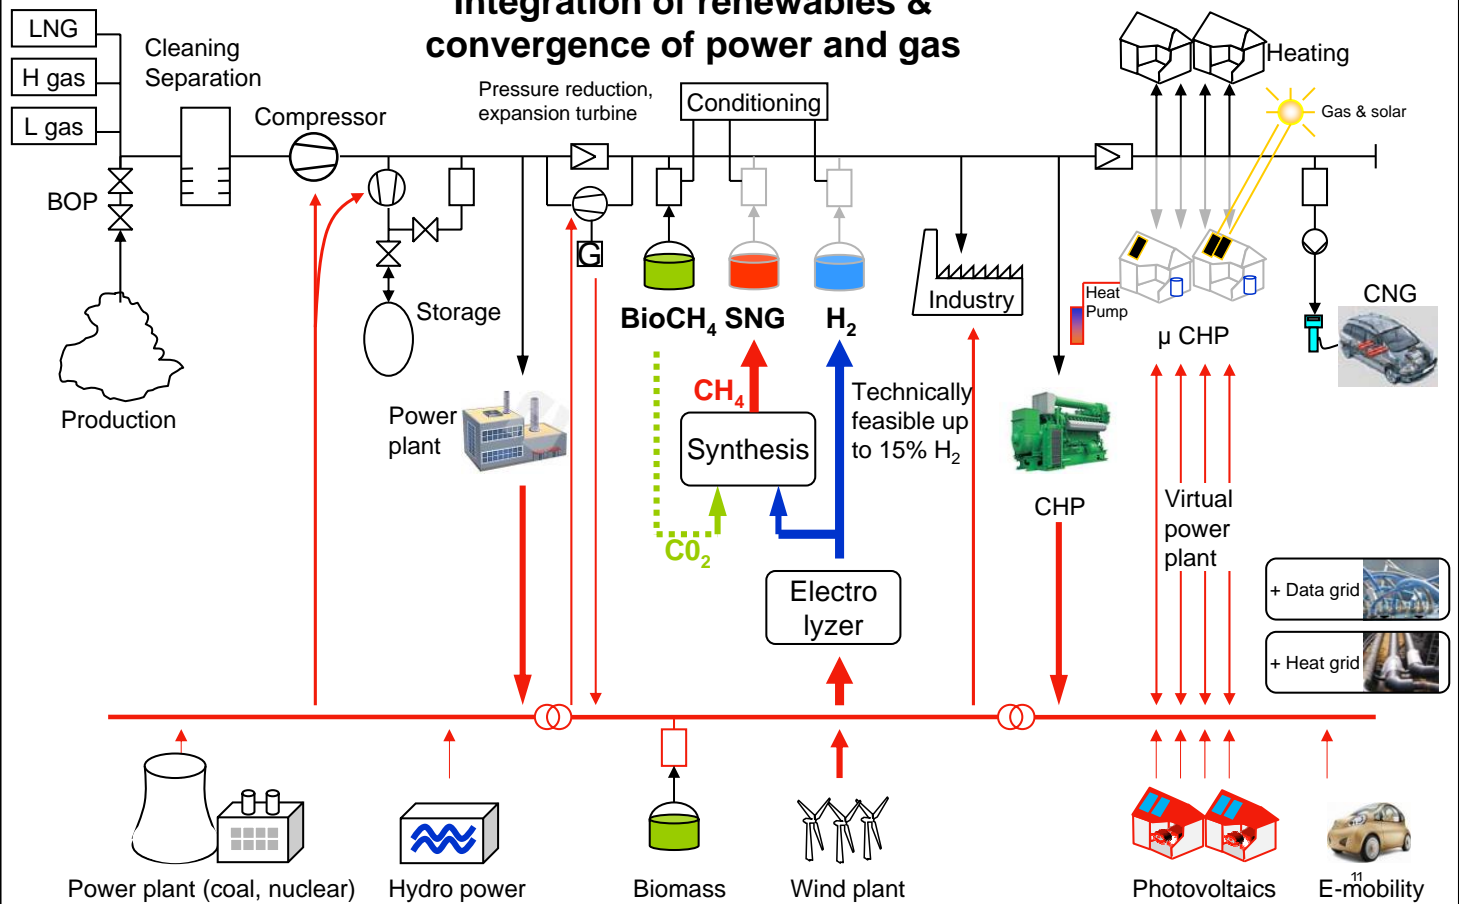 Integration of renewables &
convergence of power and gas
LNG
H gas
L gas
Cleaning
Separation
Compressor
Pressure reduction,
expansion turbine
Conditioning
Heating
Gas & solar
BOP
G
Storage
Production
Power
plant
BioCH₄ SNG H₂
CH₄
Synthesis
C0₂
Technically
feasible up
to 15% H₂
Electro
lyzer
Industry
Heat
Pump
µ CHP
CNG
CHP
Virtual
power
plant
+ Data grid
+ Heat grid
Power plant (coal, nuclear)
Hydro power
Biomass
Wind plant
Photovoltaics
E-mobility
11